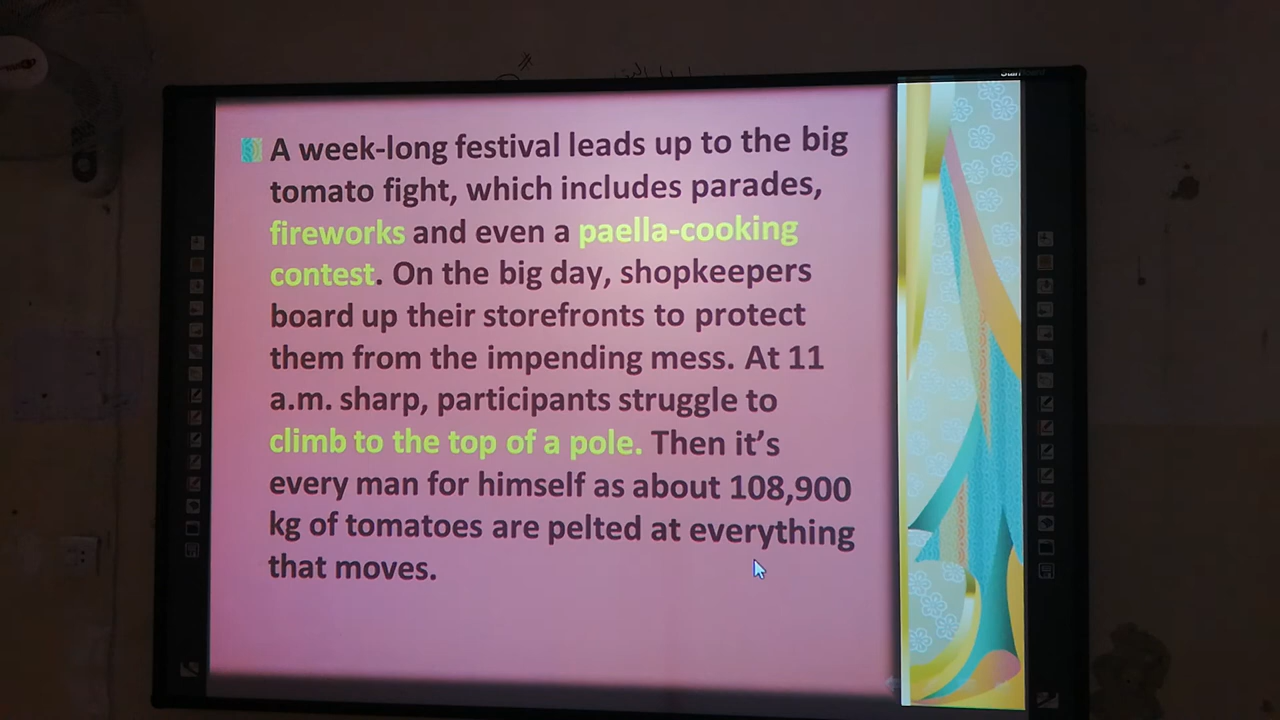 A week-long festival leads up to the big
tomato fight, which includes parades,
fireworks and even a paella-cooking
contest. On the big day, shopkeepers
board up their storefronts to protect
them from the impending mess. At 11
a.m. sharp, participants struggle to
climb to the top of a pole. Then it's
every man for himself as about 108,900
kg of tomatoes are pelted at everything
that moves.